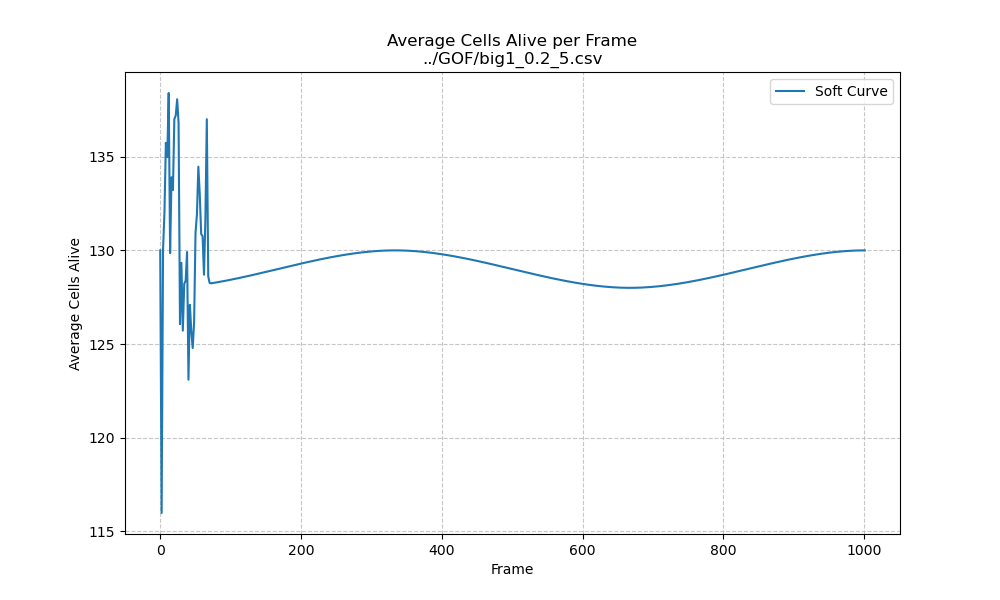 Average Cells Alive per Frame
../GOF/big1_0.2_5.csv
Soft Curve
Average Cells Alive
135
130
125
120
115
0 200 400 600 800 1000
Frame